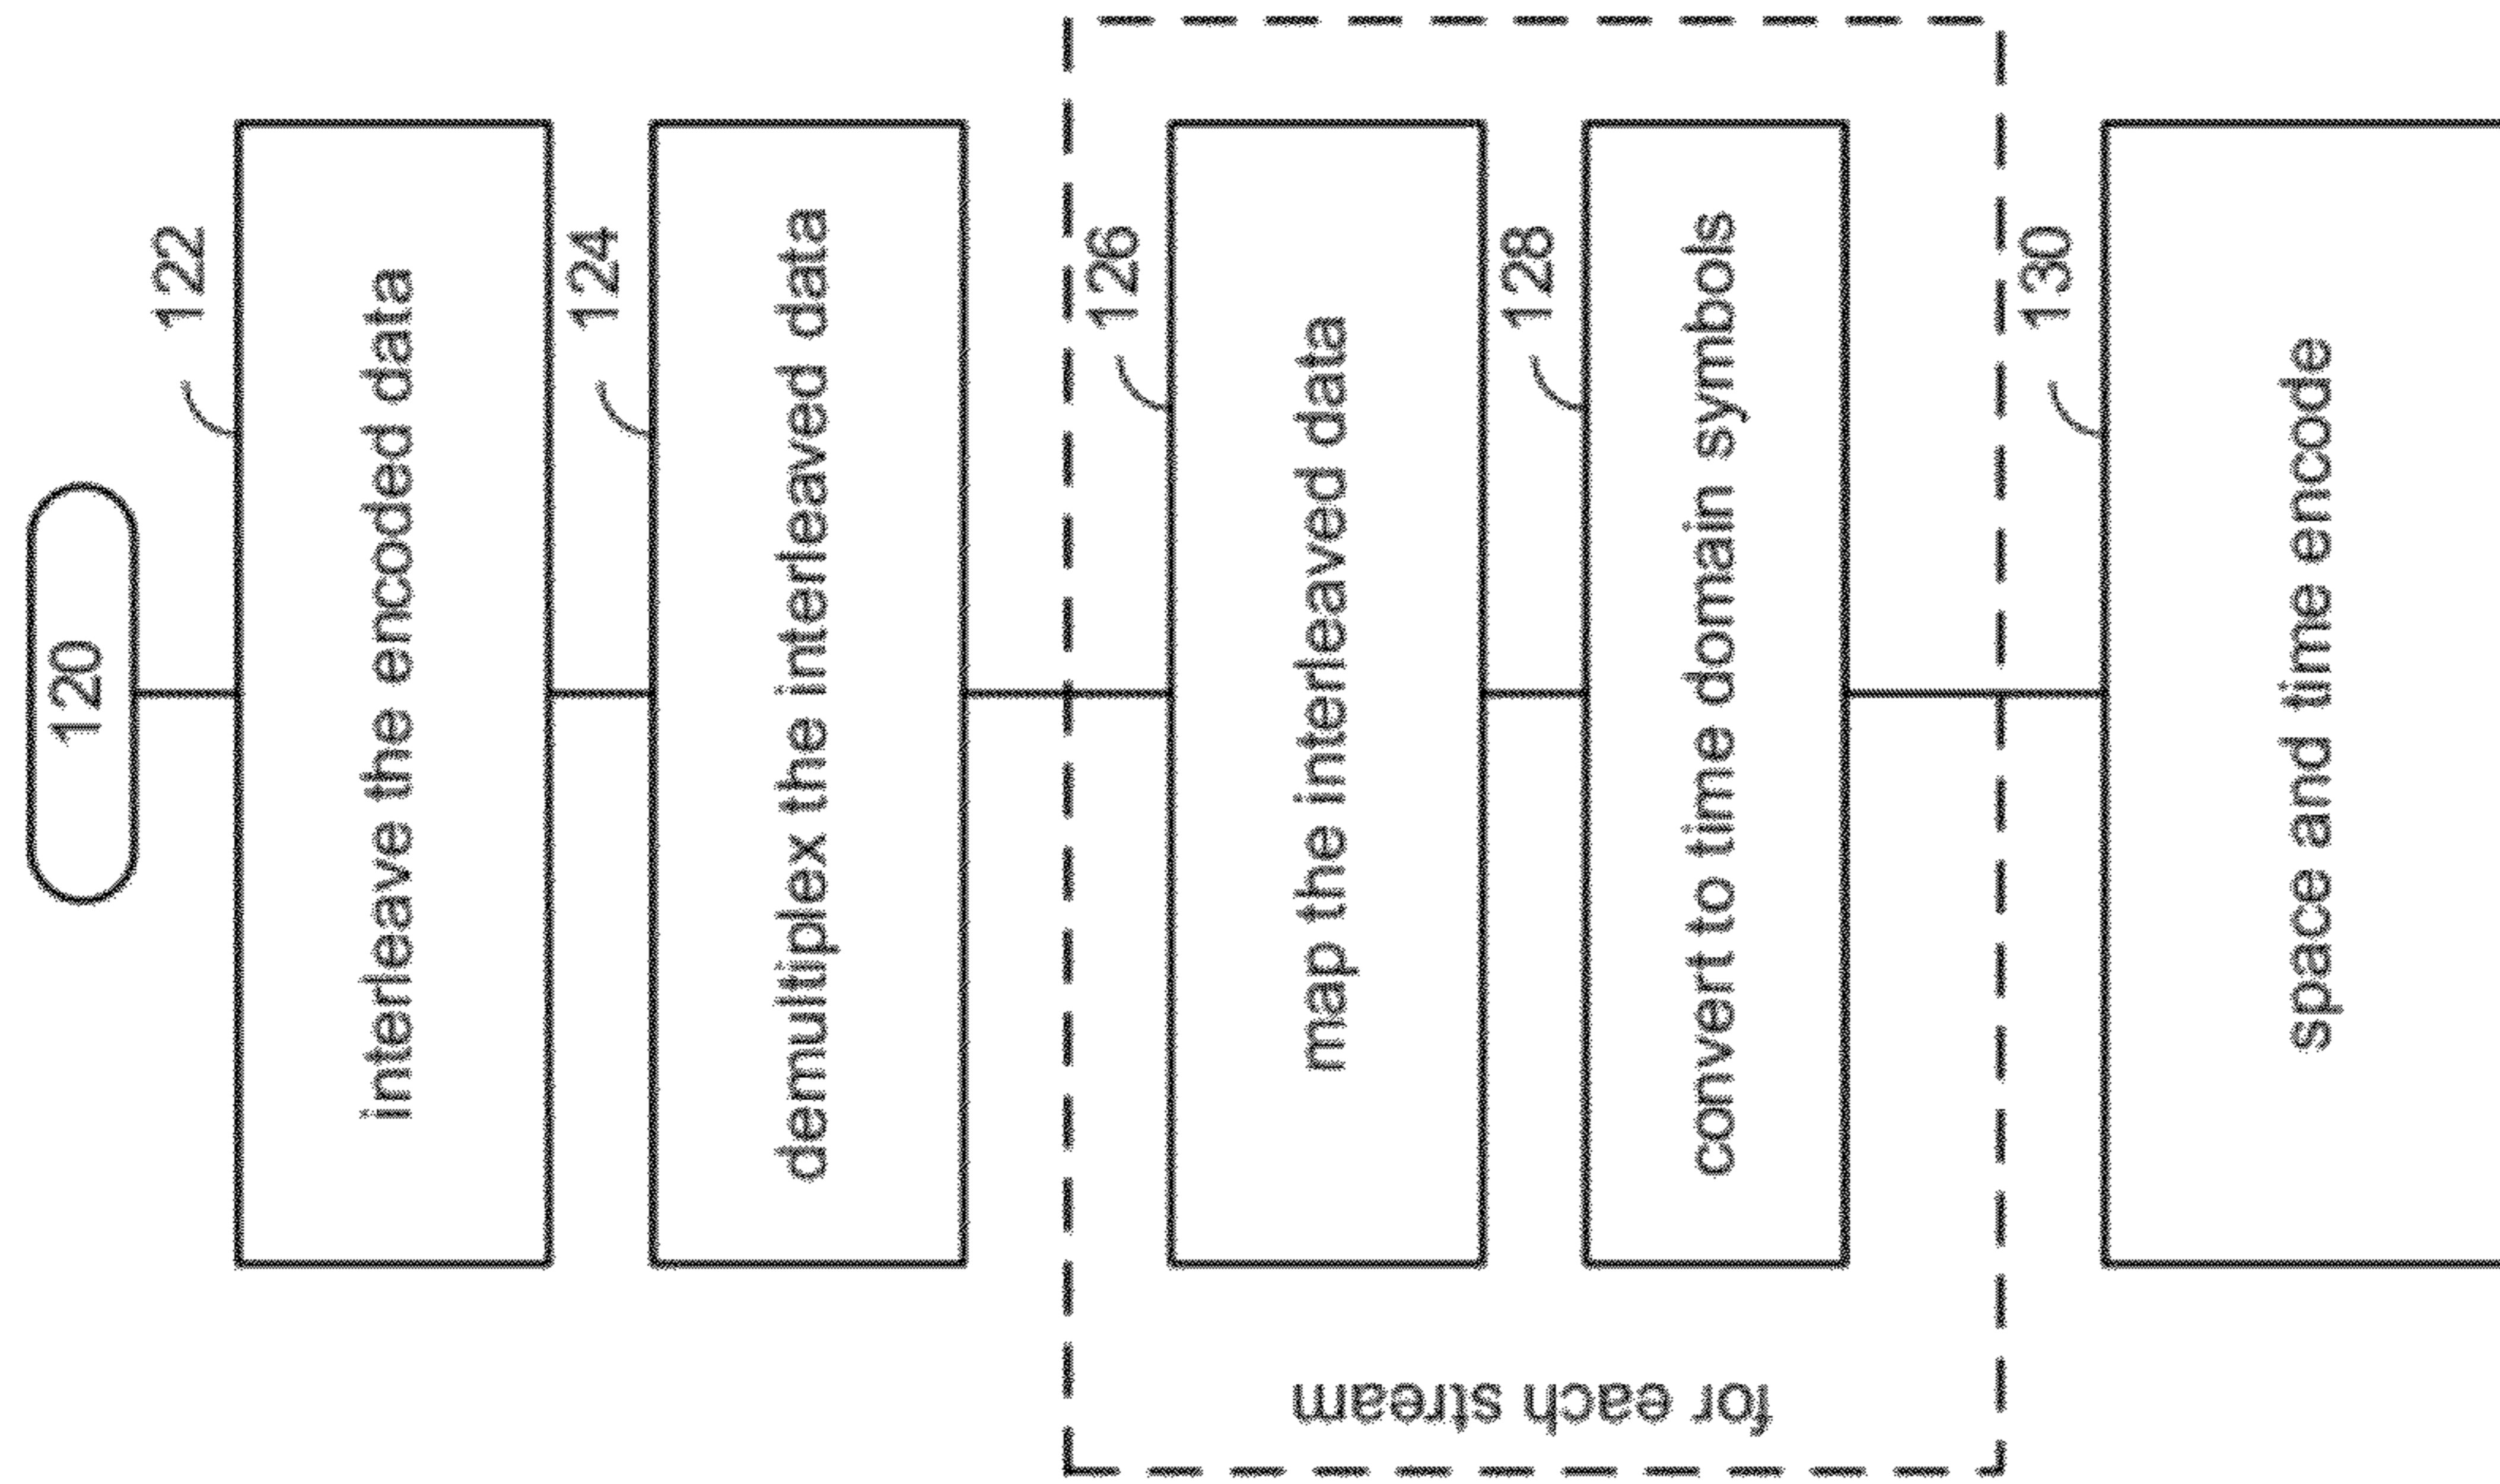 120
122
interleave the encoded data
124
demultiplex the interleaved data
126
map the interleaved data
128
convert to time domain symbols
for each stream
130
space and time encode